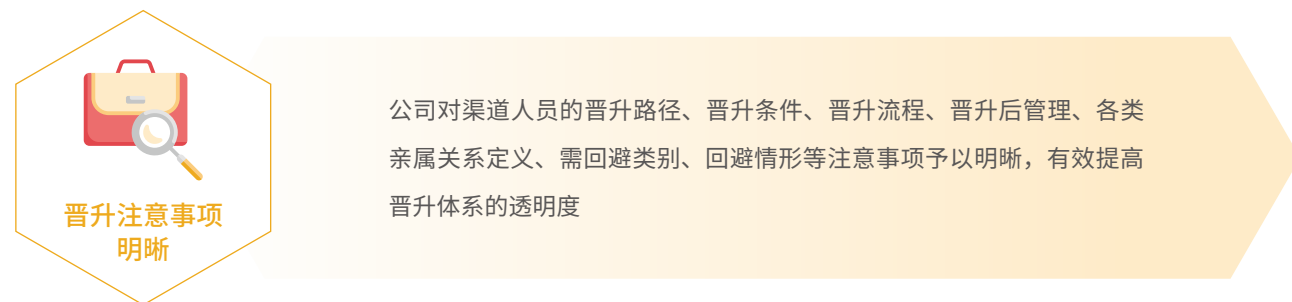 晋升注意事项
明晰
公司对渠道人员的晋升路径、晋升条件、晋升流程、晋升后管理、各类
亲属关系定义、需回避类别、回避情形等注意事项予以明晰，有效提高
晋升体系的透明度